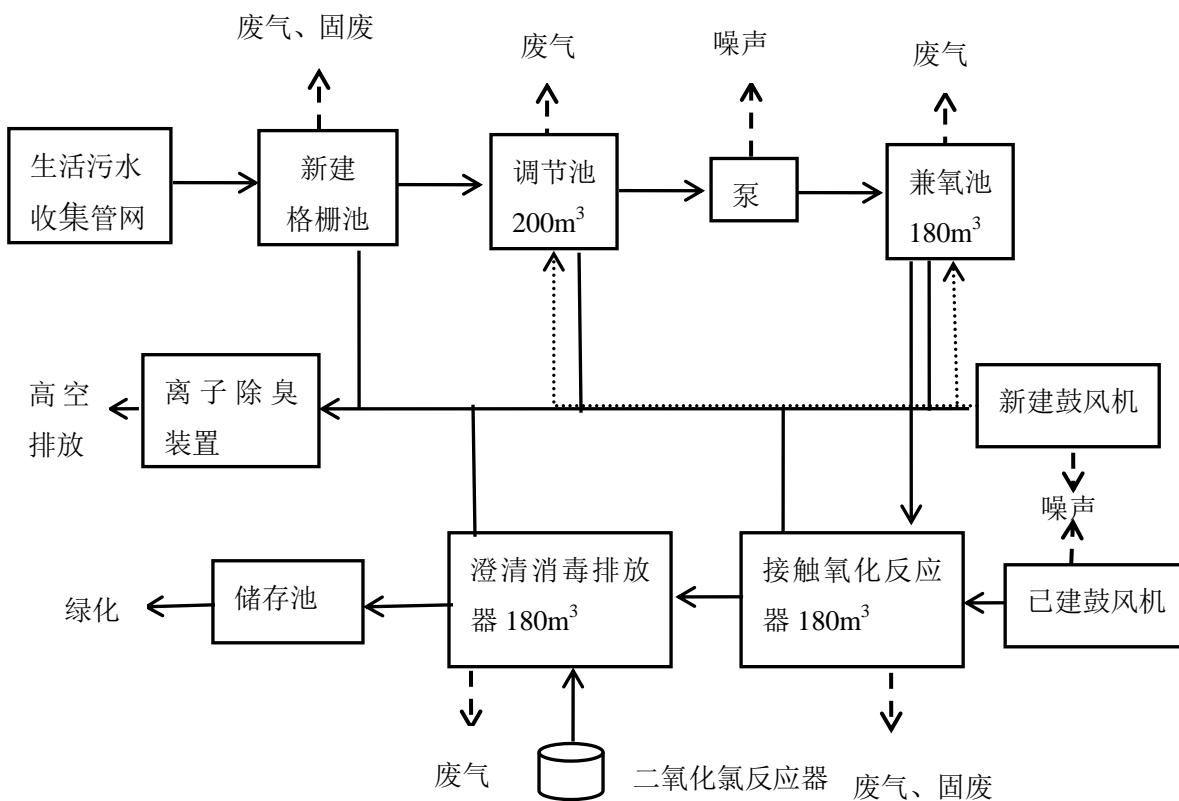 废气、固废
废气
噪声
废气
生活污水
收集管网
新建
格栅池
调节池
200m³
泵
兼氧池
180m³
高空
排放
离子除臭
装置
新建鼓风机
噪声
绿化
储存池
澄清消毒排放
器 180m³
接触氧化反应
器 180m³
已建鼓风机
废气
二氧化氯反应器
废气、固废